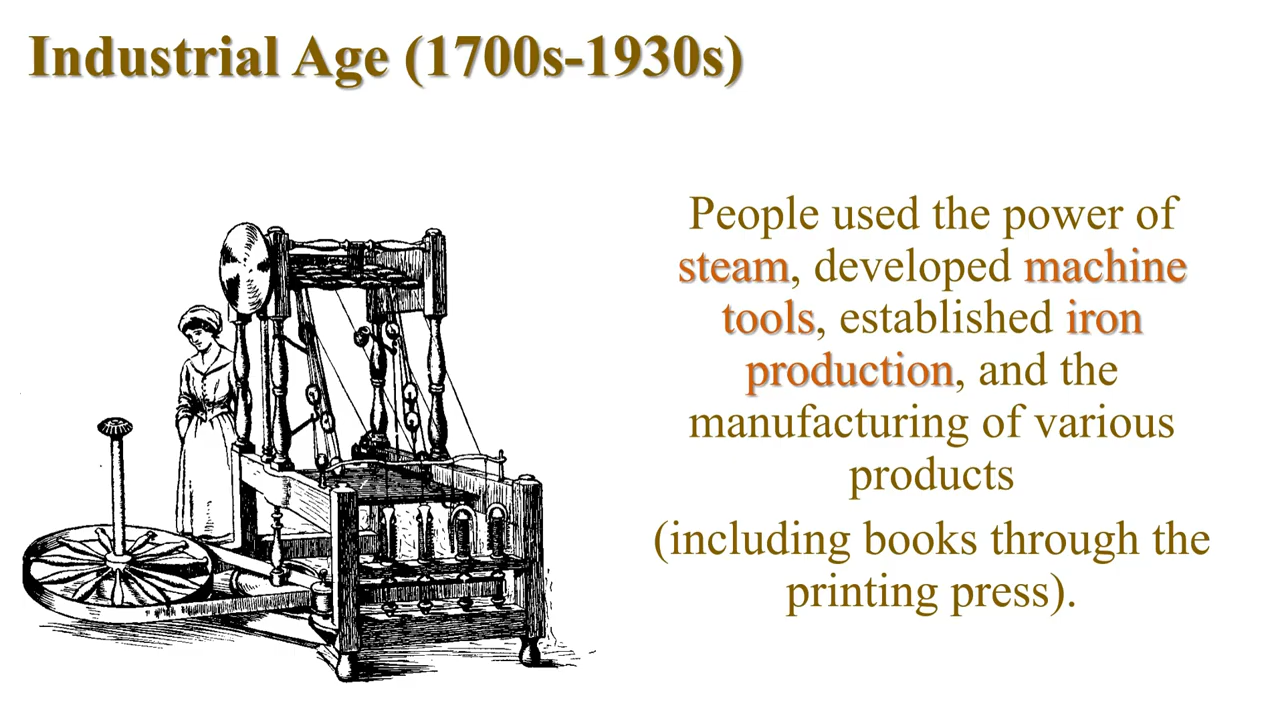 Industrial Age (1700s-1930s)
People used the power of
steam, developed machine
tools, established iron
production, and the
manufacturing of various
products
(including books through the
printing press).